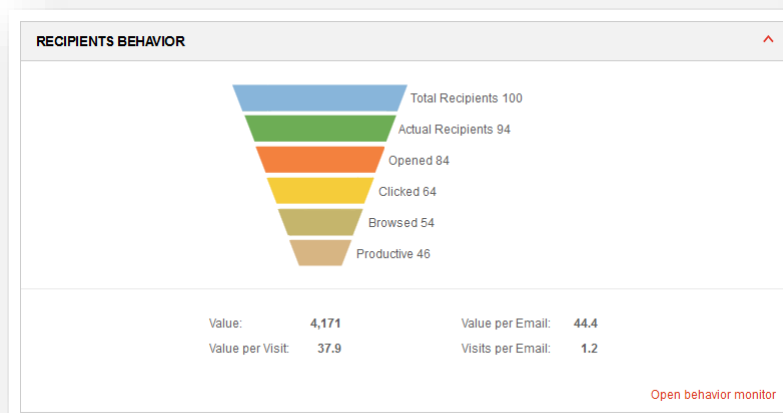 RECIPIENTS BEHAVIOR
Total Recipients 100
Actual Recipients 94
Opened 84
Clicked 64
Browsed 54
Productive 46
Value: 4,171 Value per Email: 44.4
Value per Visit: 37.9 Visits per Email: 1.2
Open behavior monitor